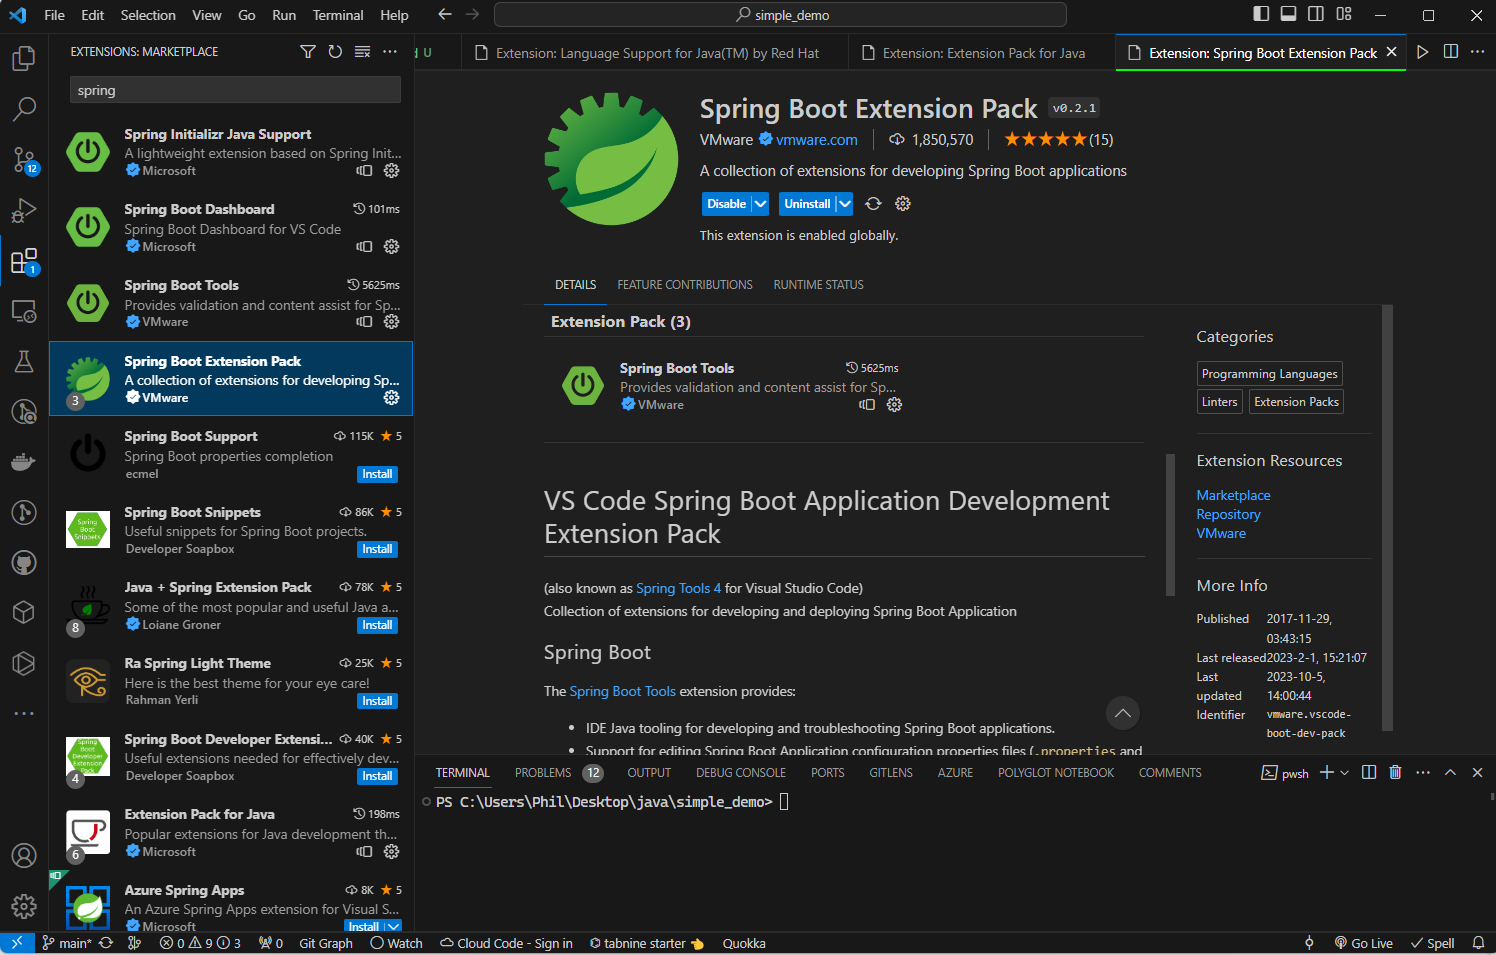 File Edit Selection View Go Run Terminal Help
simple_demo
EXTENSIONS: MARKETPLACE
spring
Spring Initializr Java Support
A lightweight extension based on Spring Init...
Microsoft
Spring Boot Dashboard 101ms
Spring Boot Dashboard for VS Code
Microsoft
Spring Boot Tools 5625ms
Provides validation and content assist for Sp...
VMware
Spring Boot Extension Pack
A collection of extensions for developing Sp...
VMware
3
Spring Boot Support 115K 5
Spring Boot properties completion
ecmel Install
Spring Boot Snippets
Spring Boot Snippets 86K 5
Useful snippets for Spring Boot projects.
Developer Soapbox Install
Java + Spring Extension Pack 78K 5
Some of the most popular and useful Java a...
Loiane Groner Install
8
Ra Spring Light Theme 25K 5
Here is the best theme for your eye care!
Rahman Yerli Install
Spring Boot Developer Extension Pack
Spring Boot Developer Extensi... 40K 5
Useful extensions needed for effectively dev...
Developer Soapbox Install
4
Extension Pack for Java 198ms
Popular extensions for Java development th...
Microsoft
6
Azure Spring Apps 8K 5
An Azure Spring Apps extension for Visual S...
Microsoft Install
12
1
d U
Extension: Language Support for Java(TM) by Red Hat
Extension: Extension Pack for Java
Extension: Spring Boot Extension Pack
Spring Boot Extension Pack v0.2.1
VMware vmware.com 1,850,570 (15)
A collection of extensions for developing Spring Boot applications
Disable Uninstall
This extension is enabled globally.
DETAILS FEATURE CONTRIBUTIONS RUNTIME STATUS
Extension Pack (3)
Spring Boot Tools 5625ms
Provides validation and content assist for Sp...
VMware
VS Code Spring Boot Application Development
Extension Pack
(also known as Spring Tools 4 for Visual Studio Code)
Collection of extensions for developing and deploying Spring Boot Application
Spring Boot
The Spring Boot Tools extension provides:
• IDE Java tooling for developing and troubleshooting Spring Boot applications.
• Support for editing Spring Boot Application configuration properties files (.properties and
Categories
Programming Languages
Linters Extension Packs
Extension Resources
Marketplace
Repository
VMware
More Info
Published 2017-11-29,
03:43:15
Last released 2023-2-1, 15:21:07
Last 2023-10-5,
updated 14:00:44
Identifier vmware.vscode-
boot-dev-pack
TERMINAL PROBLEMS 12 OUTPUT DEBUG CONSOLE PORTS GITLENS AZURE POLYGLOT NOTEBOOK COMMENTS
pwsh
PS C:\Users\Phil\Desktop\java\simple_demo>
main* 0 9 3 0 Git Graph Watch Cloud Code - Sign in tabnine starter Quokka Go Live Spell